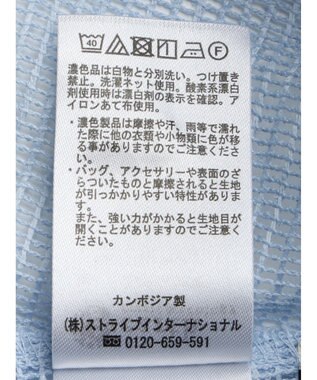 40
F
濃色品は白物と分別洗い。つけ置き
禁止。洗濯ネット使用。酸素系漂白
剤使用時は漂白剤の表示を確認。ア
イロンあて布使用。
・濃色製品は摩擦や汗、雨等で濡れ
た際に他の衣類や小物類に色が移
る事がありますのでご注意くださ
い。
・バッグ、アクセサリーや表面のざ
らついたものと摩擦されると生地
が引っかかりやすい特性がありま
す。
また、強い力がかかると生地目が
開くことがありますのでご注意く
ださい。
カンボジア製
(株)ストライプインターナショナル
0120-659-591